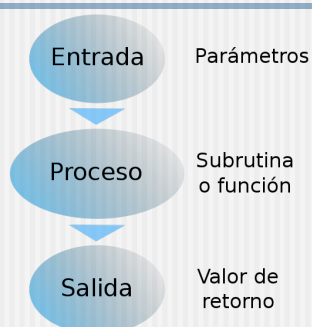 Entrada
Parámetros
Proceso
Subrutina
o función
Salida
Valor de
retorno